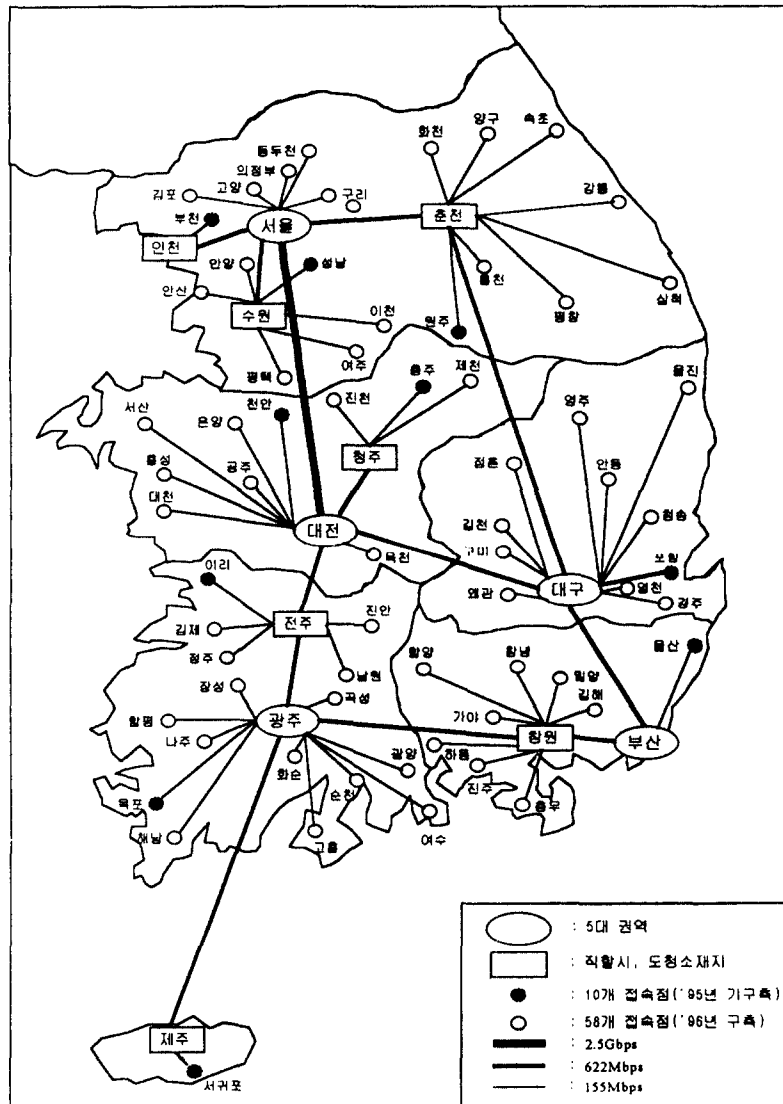 화천
양구
속초
동두천
의정부
고양
김포
구리
강릉
부천
서울
춘천
인천
안양
성남
홍천
안산
수원
이천
원주
평창
삼척
여주
평택
충주
제천
천안
진천
울진
서산
온양
영주
청주
홍성
공주
점촌
안동
대천
김천
청송
대전
옥천
구미
포항
이리
왜관
대구
영천
경주
김제
전주
진안
정주
남원
함양
창녕
밀양
울산
장성
곡성
김해
함평
광주
가야
창원
부산
나주
화순
광양
하동
목포
순천
진주
충무
해남
고흥
여수
제주
서귀포
: 5대 권역
: 직할시, 도청소재지
: 10개 접속점('95년 기구축)
: 58개 접속점('96년 구축)
: 2.5Gbps
: 622Mbps
: 155Mbps